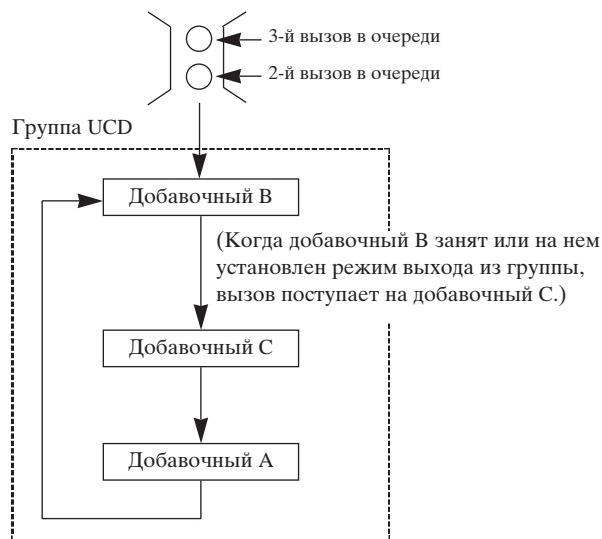 3-й вызов в очереди
2-й вызов в очереди
Группа UCD
Добавочный B
(Когда добавочный B занят или на нем
установлен режим выхода из группы,
вызов поступает на добавочный C.)
Добавочный C
Добавочный A